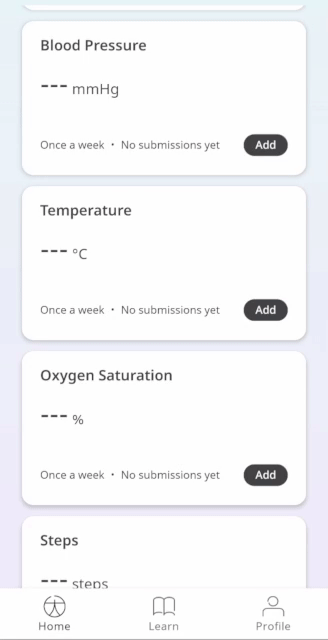 Blood Pressure
--- mmHg
Once a week • No submissions yet Add
Temperature
--- °C
Once a week • No submissions yet Add
Oxygen Saturation
--- %
Once a week • No submissions yet Add
Steps
--- steps
Home Learn Profile